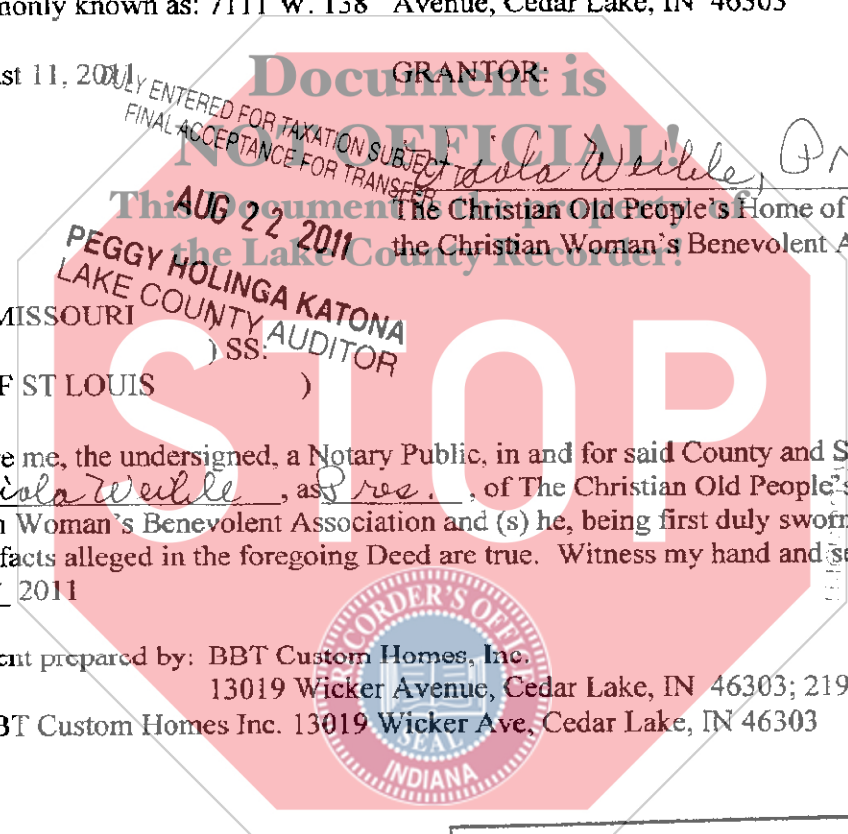 monly known as: 7111 W. 138 Avenue, Cedar Lake, IN 46303
st 11, 2011
GRANTOR:
DULY ENTERED FOR TAXATION SUBJECT TO
FINAL ACCEPTANCE FOR TRANSFER
AUG 22 2011
PEGGY HOLINGA KATONA
LAKE COUNTY AUDITOR
Document is
NOT OFFICIAL!
This Document is the property of
the Lake County Recorder!
STOP
Weihle,
The Christian Old People's Home of
the Christian Woman's Benevolent A
MISSOURI
) SS:
F ST LOUIS )
e me, the undersigned, a Notary Public, in and for said County and S
Weihle, as Pres., of The Christian Old People's
n Woman's Benevolent Association and (s) he, being first duly sworn
facts alleged in the foregoing Deed are true. Witness my hand and se
2011
ent prepared by: BBT Custom Homes, Inc.
13019 Wicker Avenue, Cedar Lake, IN 46303; 219
BT Custom Homes Inc. 13019 Wicker Ave, Cedar Lake, IN 46303
RECORDER'S OFFICE
SEAL
INDIANA